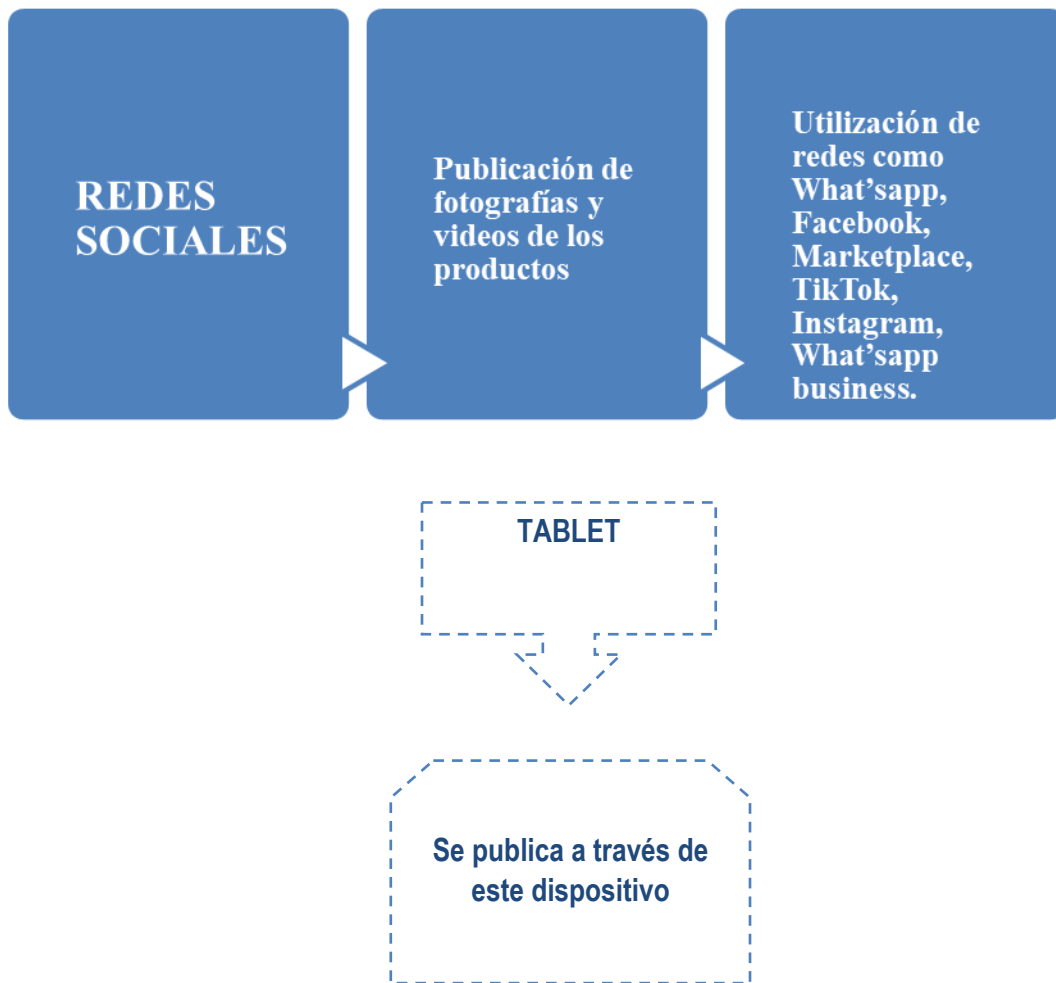 REDES
SOCIALES
Publicación de
fotografías y
videos de los
productos
Utilización de
redes como
What’sapp,
Facebook,
Marketplace,
TikTok,
Instagram,
What’sapp
business.
TABLET
Se publica a través de
este dispositivo